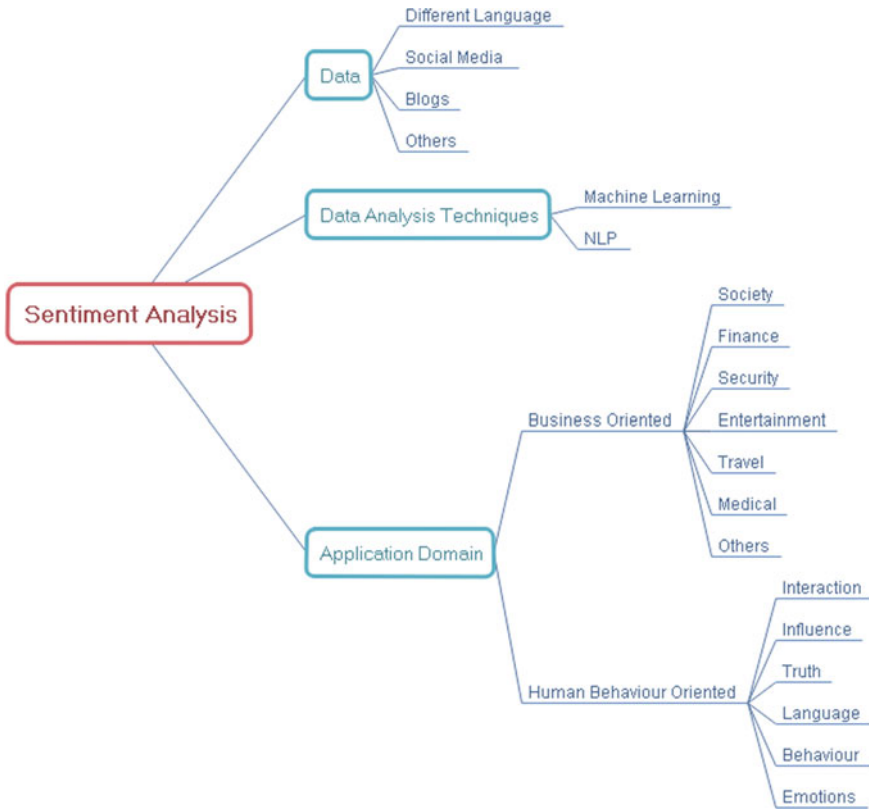 Sentiment Analysis
Data
Different Language
Social Media
Blogs
Others
Data Analysis Techniques
Machine Learning
NLP
Application Domain
Business Oriented
Society
Finance
Security
Entertainment
Travel
Medical
Others
Human Behaviour Oriented
Interaction
Influence
Truth
Language
Behaviour
Emotions